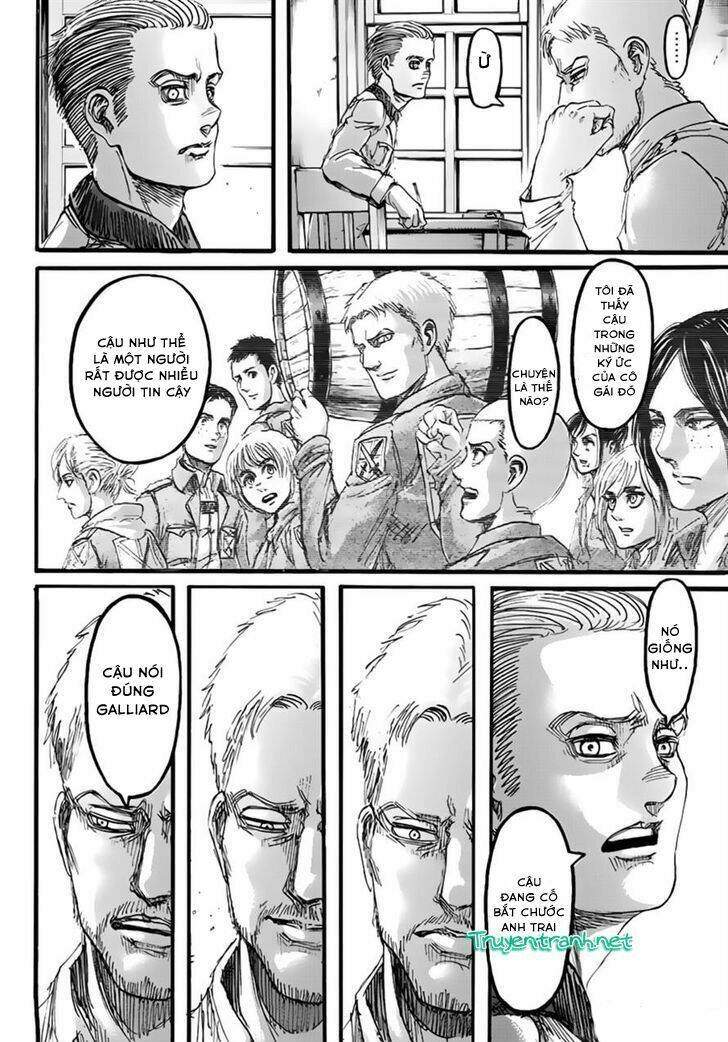 .......
Ừ
TÔI ĐÃ
THẤY
CẬU TRONG
NHỮNG
KÝ ỨC
CỦA CÔ
GÁI ĐÓ
CHUYỆN
LÀ THẾ
NÀO?
CẬU NHƯ THỂ
LÀ MỘT NGƯỜI
RẤT ĐƯỢC NHIỀU
NGƯỜI TIN CẬY
NÓ
GIỐNG
NHƯ..
CẬU
ĐANG CỐ
BẮT CHƯỚC
ANH TRAI
Truyentranh.net
CẬU NÓI
ĐÚNG
GALLIARD